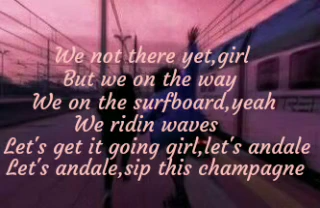 We not there yet,girl
But we on the way
We on the surfboard,yeah
We ridin waves
Let's get it going girl,let's andale
Let's andale,sip this champagne